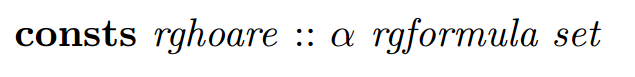 consts rghoare :: α rgformula set